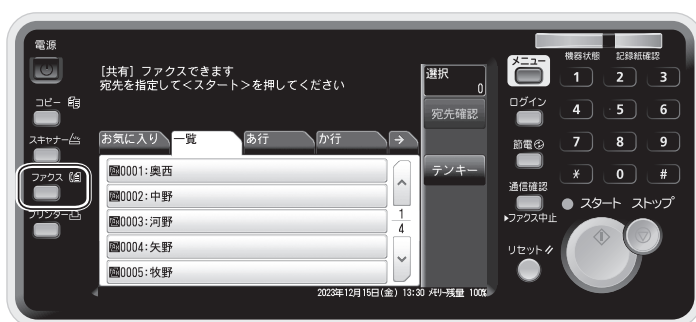 電源
コピー
スキャナー
ファクス
プリンター
[共有] ファクスできます
宛先を指定して<スタート>を押してください
お気に入り 一覧 あ行 か行 →
0001:奥西
0002:中野
0003:河野
0004:矢野
0005:牧野
1
4
選択
0
宛先確認
テンキー
2023年12月15日(金) 13:30 メモリー残量 100%
メニュー
ログイン
節電
通信確認
▶ファクス中止
リセット
機器状態 記録紙確認
1 2 3
4 5 6
7 8 9
* 0 #
スタート ストップ